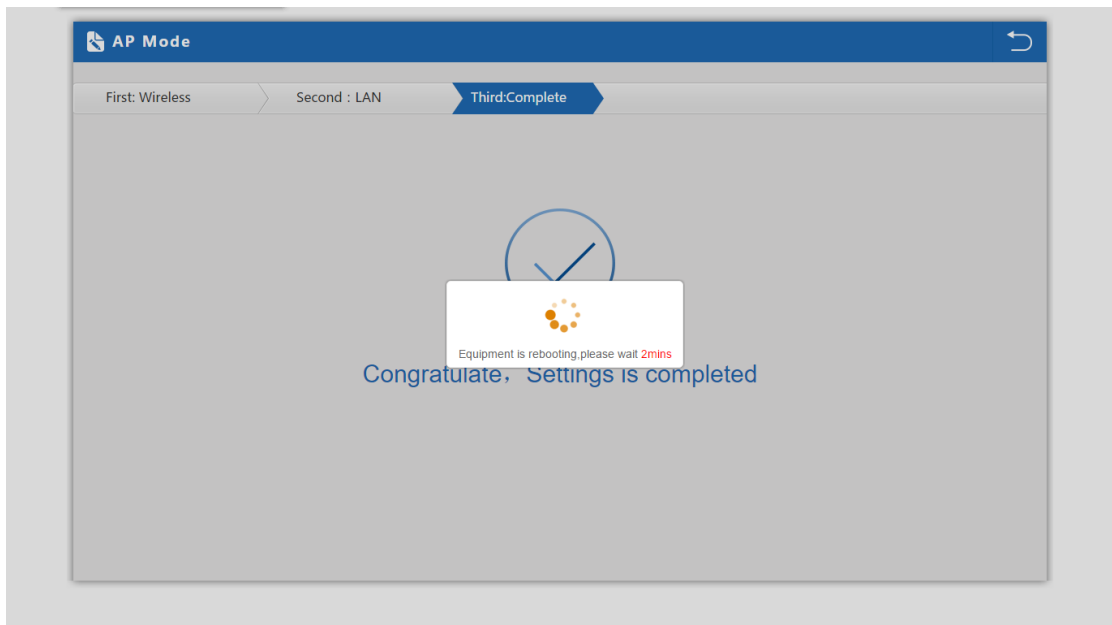 AP Mode
First: Wireless
Second : LAN
Third:Complete
Equipment is rebooting,please wait 2mins
Congratulate，Settings is completed